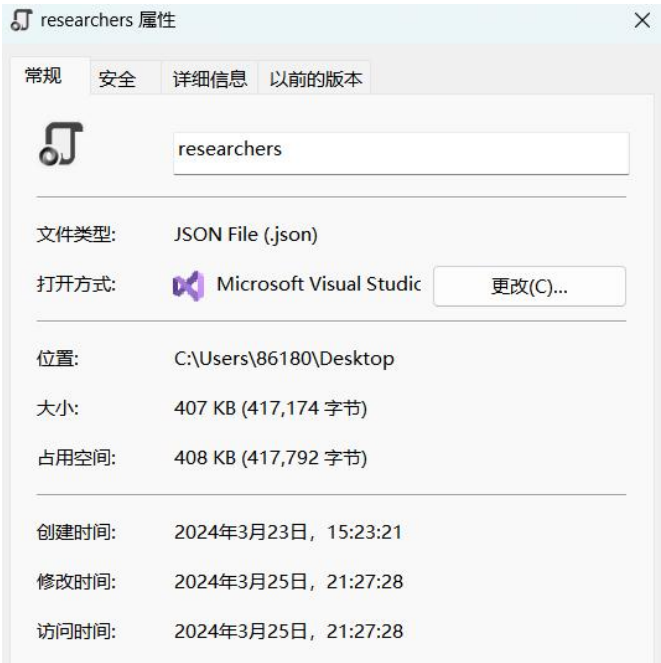 researchers 属性
常规 安全 详细信息 以前的版本
researchers
文件类型: JSON File (.json)
打开方式: Microsoft Visual Studic 更改(C)...
位置: C:\Users\86180\Desktop
大小: 407 KB (417,174 字节)
占用空间: 408 KB (417,792 字节)
创建时间: 2024年3月23日，15:23:21
修改时间: 2024年3月25日，21:27:28
访问时间: 2024年3月25日，21:27:28